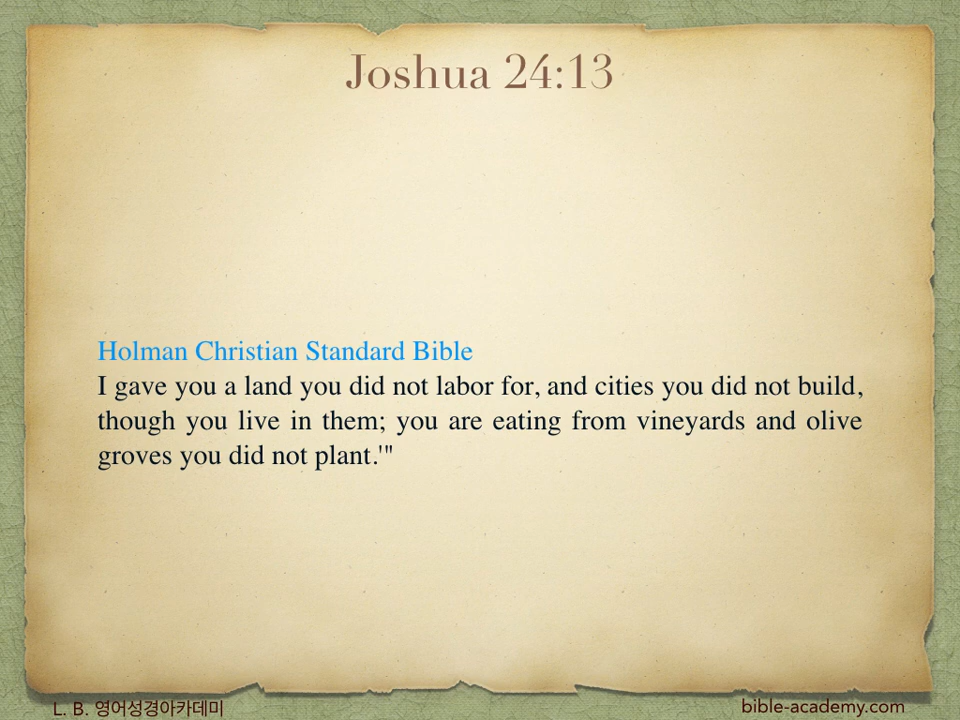 Joshua 24:13
Holman Christian Standard Bible
I gave you a land you did not labor for, and cities you did not build,
though you live in them; you are eating from vineyards and olive
groves you did not plant.'"
L. B. 영어성경아카데미
bible-academy.com